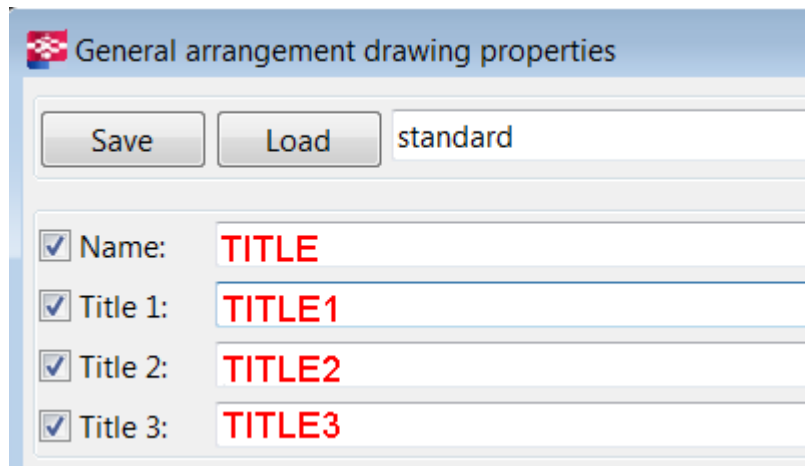 General arrangement drawing properties
Save Load standard
Name: TITLE
Title 1: TITLE1
Title 2: TITLE2
Title 3: TITLE3